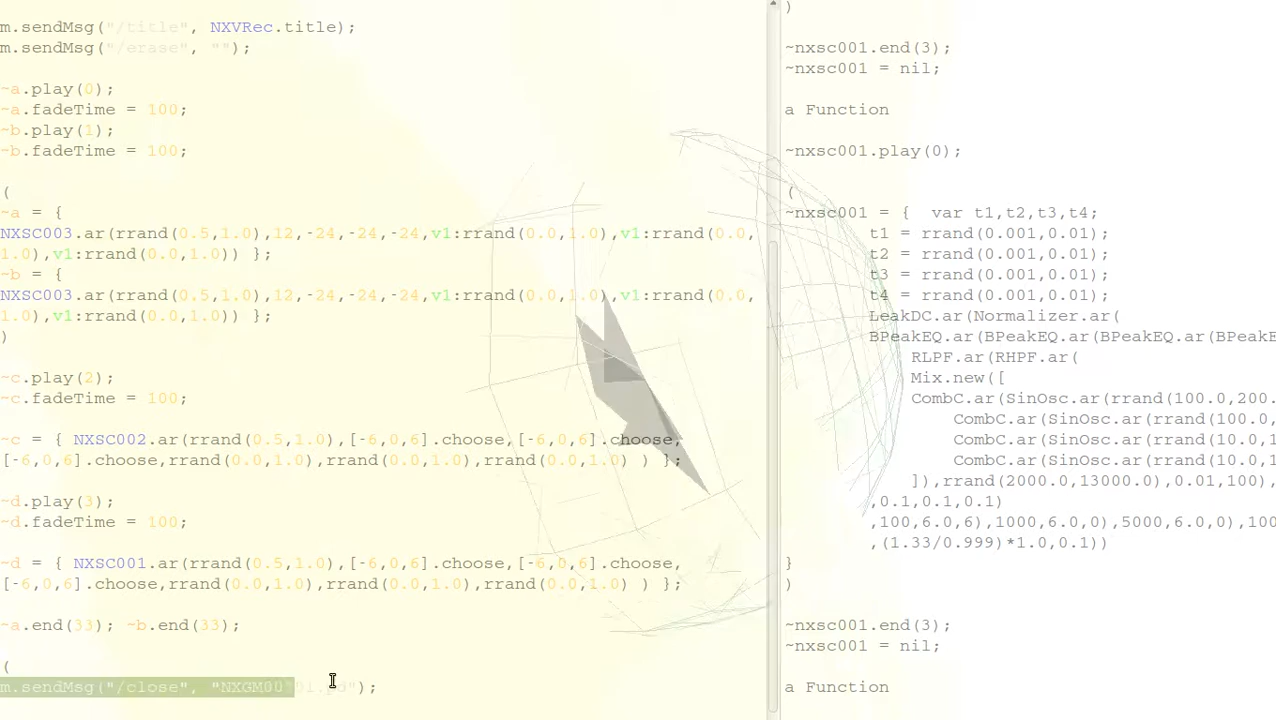 m.sendMsg("/title", NXVRec.title);
m.sendMsg("/erase", "");
~a.play(0);
~a.fadeTime = 100;
~b.play(1);
~b.fadeTime = 100;
(
~a = {
NXSC003.ar(rrand(0.5,1.0),12,-24,-24,-24,v1:rrand(0.0,1.0),v1:rrand(0.0,
1.0),v1:rrand(0.0,1.0)) };
~b = {
NXSC003.ar(rrand(0.5,1.0),12,-24,-24,-24,v1:rrand(0.0,1.0),v1:rrand(0.0,
1.0),v1:rrand(0.0,1.0)) };
)
~c.play(2);
~c.fadeTime = 100;
~c = { NXSC002.ar(rrand(0.5,1.0),[-6,0,6].choose,[-6,0,6].choose,
[-6,0,6].choose,rrand(0.0,1.0),rrand(0.0,1.0),rrand(0.0,1.0) ) };
~d.play(3);
~d.fadeTime = 100;
~d = { NXSC001.ar(rrand(0.5,1.0),[-6,0,6].choose,[-6,0,6].choose,
[-6,0,6].choose,rrand(0.0,1.0),rrand(0.0,1.0),rrand(0.0,1.0) ) };
~a.end(33); ~b.end(33);
(
m.sendMsg("/close", "NXGM00");
)
~nxsc001.end(3);
~nxsc001 = nil;
a Function
~nxsc001.play(0);
(
~nxsc001 = {  var t1,t2,t3,t4;
t1 = rrand(0.001,0.01);
t2 = rrand(0.001,0.01);
t3 = rrand(0.001,0.01);
t4 = rrand(0.001,0.01);
LeakDC.ar(Normalizer.ar(
BPeakEQ.ar(BPeakEQ.ar(BPeakEQ.ar(BPeakE
RLPF.ar(RHPF.ar(
Mix.new([
CombC.ar(SinOsc.ar(rrand(100.0,200.
CombC.ar(SinOsc.ar(rrand(100.0,
CombC.ar(SinOsc.ar(rrand(10.0,1
CombC.ar(SinOsc.ar(rrand(10.0,1
]),rrand(2000.0,13000.0),0.01,100),
,0.1,0.1,0.1)
,100,6.0,6),1000,6.0,0),5000,6.0,0),100
,(1.33/0.999)*1.0,0.1))
}
)
~nxsc001.end(3);
~nxsc001 = nil;
a Function